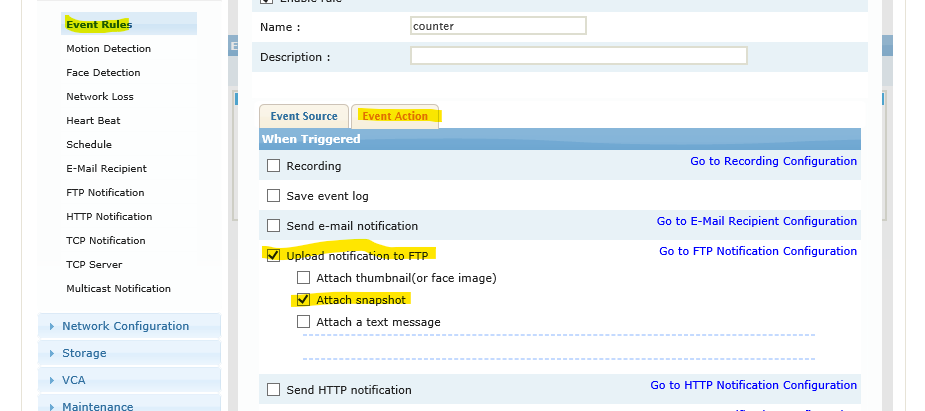 Enable rule
Event Rules
Name :
counter
Motion Detection
Description :
Face Detection
Network Loss
Heart Beat
Event Source
Event Action
When Triggered
Schedule
Recording
Go to Recording Configuration
E-Mail Recipient
FTP Notification
Save event log
HTTP Notification
Send e-mail notification
Go to E-Mail Recipient Configuration
TCP Notification
Upload notification to FTP
Go to FTP Notification Configuration
TCP Server
Attach thumbnail(or face image)
Multicast Notification
Attach snapshot
Attach a text message
Network Configuration
Storage
VCA
Send HTTP notification
Go to HTTP Notification Configuration
Maintenance